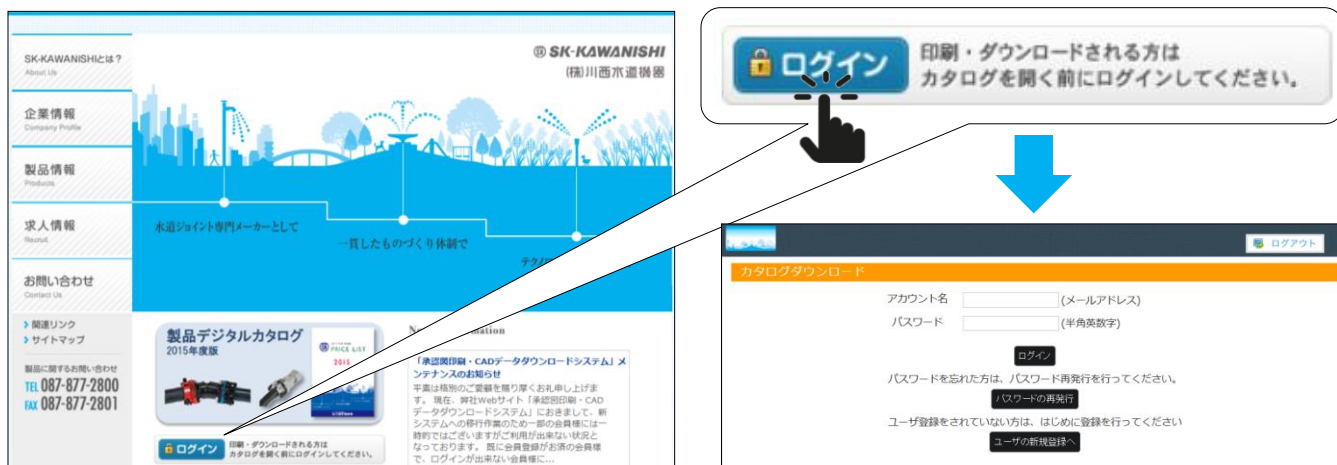 SK-KAWANISHIとは？
About Us
企業情報
Company Profile
製品情報
Products
求人情報
Recruit
お問い合わせ
Contact Us
関連リンク
サイトマップ
製品に関するお問い合わせ
TEL 087-877-2800
FAX 087-877-2801
SK-KAWANISHI
(株)川西水道機器
水道ジョイント専門メーカーとして
一貫したものづくり体制で
テクノ
製品デジタルカタログ
2015年度版
PRICE LIST
2015
ログイン
印刷・ダウンロードされる方は
カタログを開く前にログインしてください。
「承認図印刷・CADデータダウンロードシステム」メ
ンテナンスのお知らせ
平素は格別のご愛顧を賜り厚くお礼申し上げま
す。 現在、弊社Webサイト「承認図印刷・CAD
データダウンロードシステム」におきまして、新
システムへの移行作業のため一部の会員様には一
時的ではございますがご利用が出来ない状況と
なっております。 既に会員登録がお済の会員様
で、ログインが出来ない会員様に…
ログイン
印刷・ダウンロードされる方は
カタログを開く前にログインしてください。
ログアウト
カタログダウンロード
アカウント名 (メールアドレス)
パスワード (半角英数字)
ログイン
パスワードを忘れた方は、パスワード再発行を行ってください。
パスワードの再発行
ユーザ登録をされていない方は、はじめに登録を行ってください
ユーザの新規登録へ